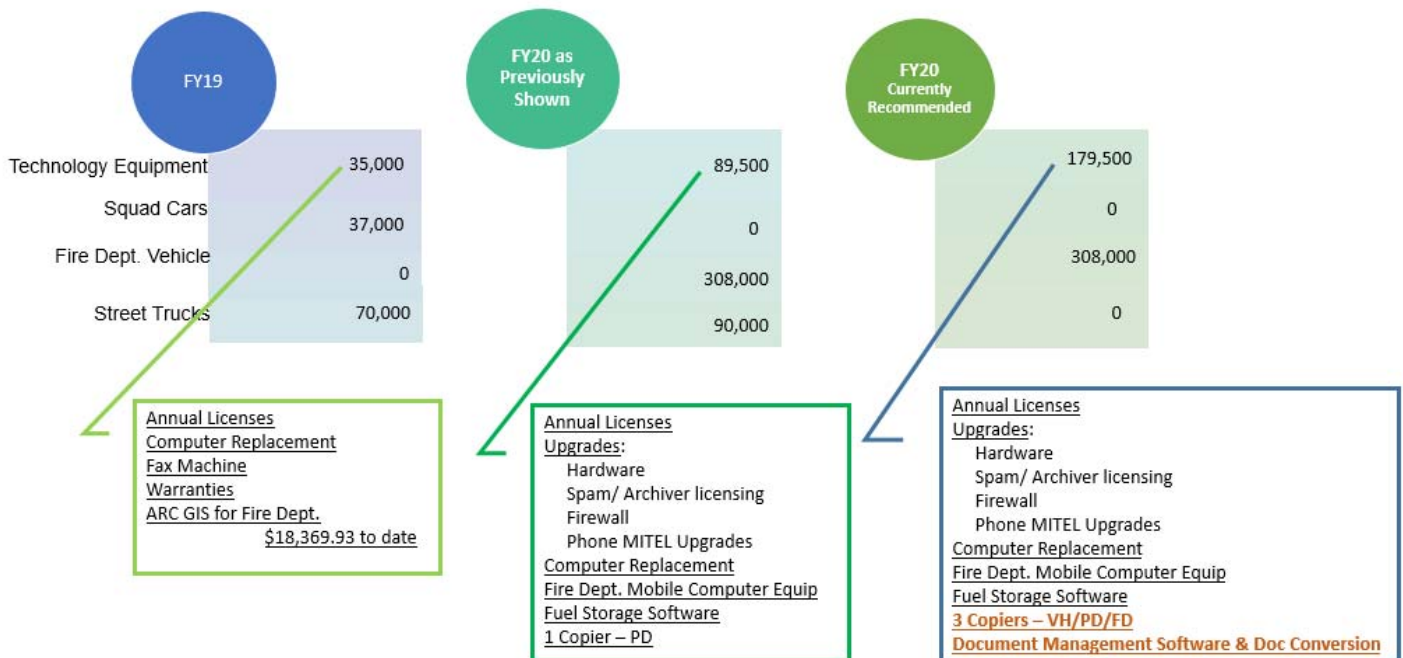 FY19
FY20 as
Previously
Shown
FY20
Currently
Recommended
Technology Equipment
Squad Cars
Fire Dept. Vehicle
Street Trucks
35,000
37,000
0
70,000
89,500
0
308,000
90,000
179,500
0
308,000
0
Annual Licenses
Computer Replacement
Fax Machine
Warranties
ARC GIS for Fire Dept.
$18,369.93 to date
Annual Licenses
Upgrades:
Hardware
Spam/ Archiver licensing
Firewall
Phone MITEL Upgrades
Computer Replacement
Fire Dept. Mobile Computer Equip
Fuel Storage Software
1 Copier – PD
Annual Licenses
Upgrades:
Hardware
Spam/ Archiver licensing
Firewall
Phone MITEL Upgrades
Computer Replacement
Fire Dept. Mobile Computer Equip
Fuel Storage Software
3 Copiers – VH/PD/FD
Document Management Software & Doc Conversion